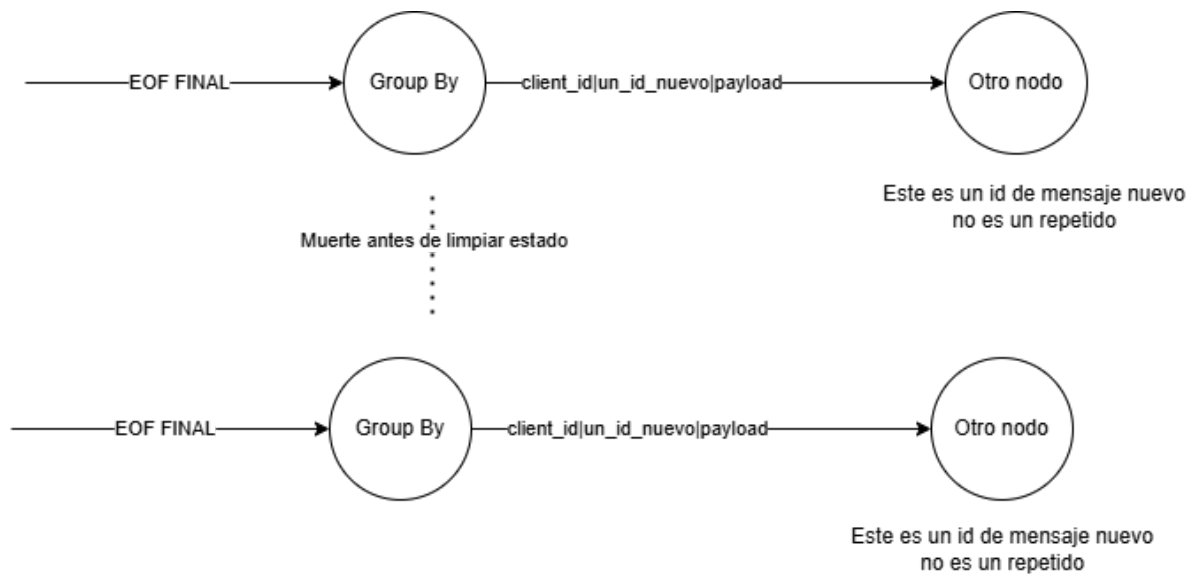 EOF FINAL
Group By
client_id|un_id_nuevo|payload
Otro nodo
Este es un id de mensaje nuevo
no es un repetido
Muerte antes de limpiar estado
EOF FINAL
Group By
client_id|un_id_nuevo|payload
Otro nodo
Este es un id de mensaje nuevo
no es un repetido